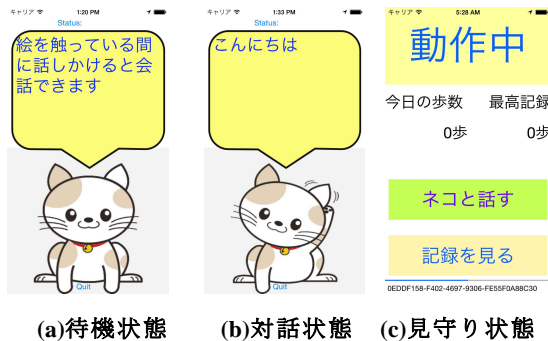 キャリア 1:20 PM
Status:
絵を触っている間
に話しかけると会
話できます
Quit
(a)待機状態
キャリア 1:33 PM
Status:
こんにちは
Quit
(b)対話状態
キャリア 5:28 AM
動作中
今日の歩数 最高記録
0歩 0歩
ネコと話す
記録を見る
0EDDF158-F402-4697-9306-FE55F0A88C30
(c)見守り状態